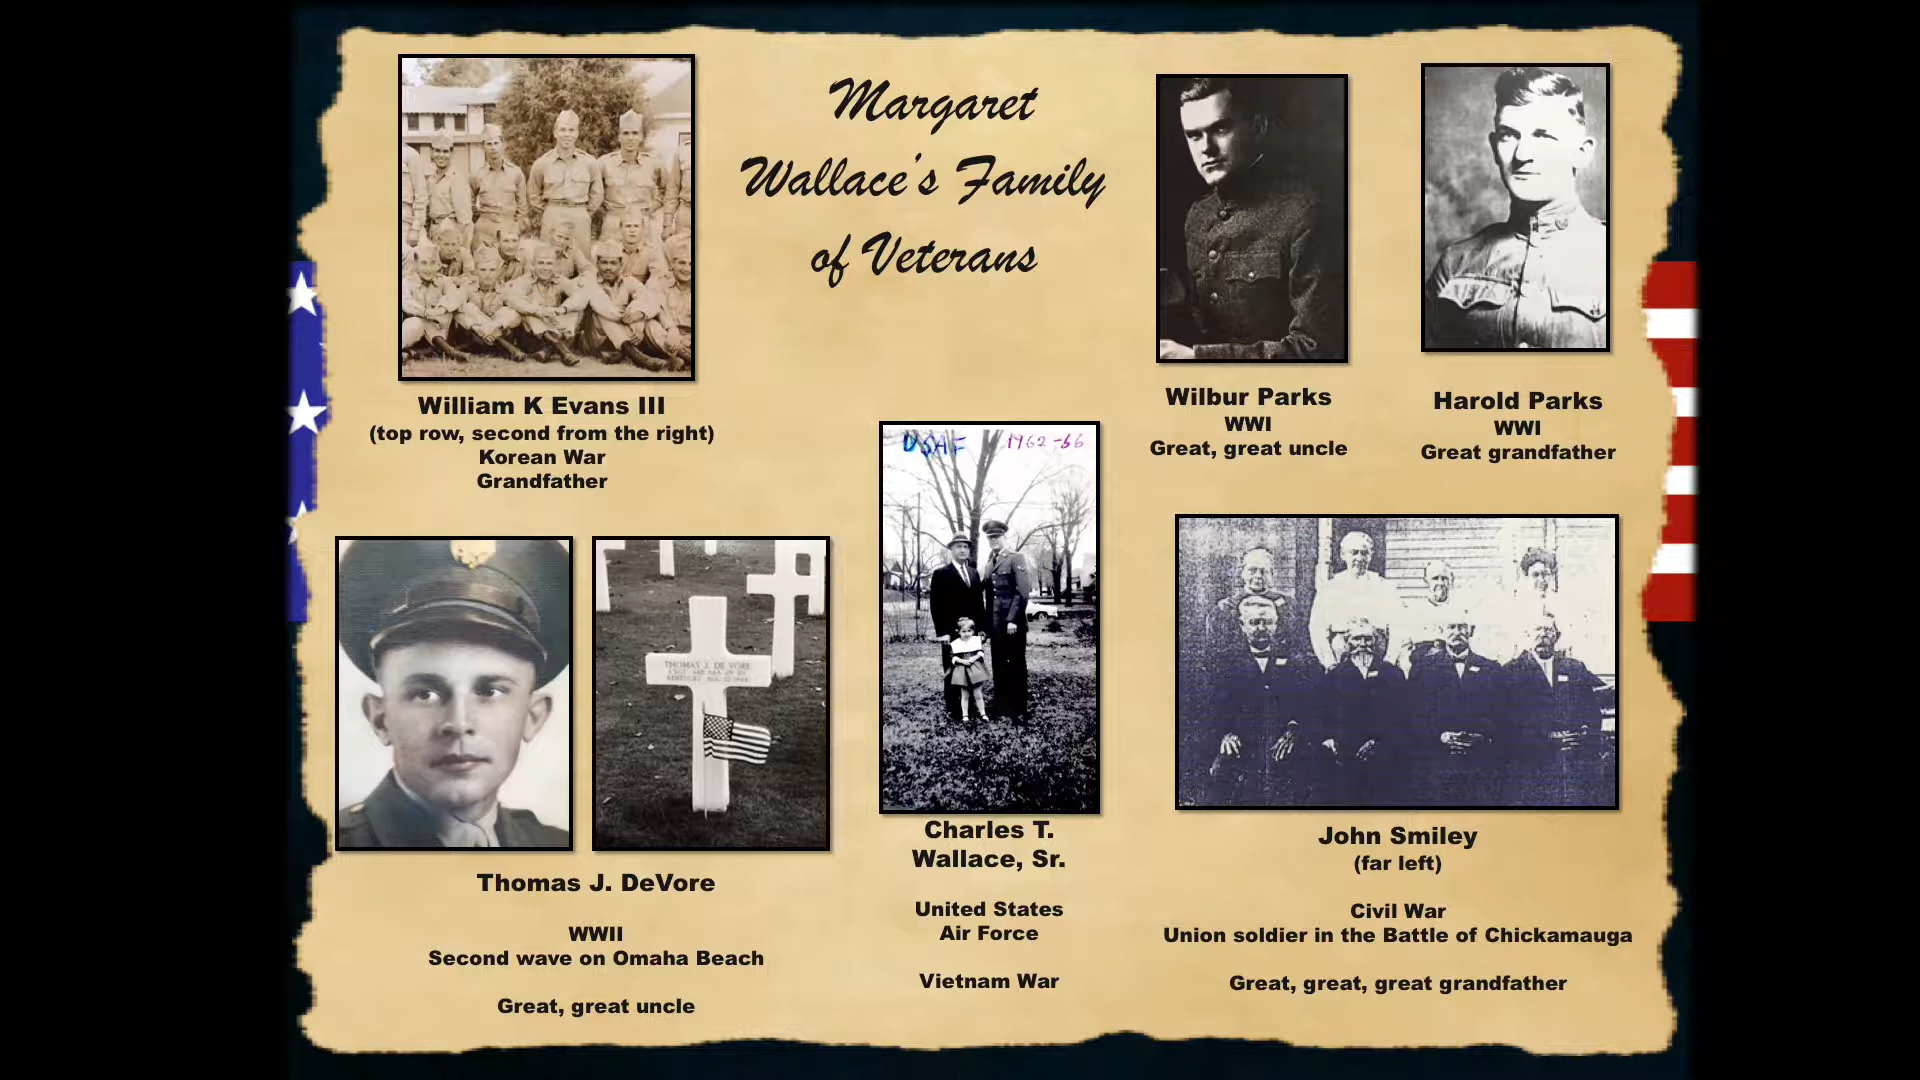 Margaret
Wallace's Family
of Veterans
William K Evans III
(top row, second from the right)
Korean War
Grandfather
Wilbur Parks
WWI
Great, great uncle
Harold Parks
WWI
Great grandfather
USAF 1962-66
THOMAS J. DE VORE
Thomas J. DeVore
WWII
Second wave on Omaha Beach
Great, great uncle
Charles T.
Wallace, Sr.
United States
Air Force
Vietnam War
John Smiley
(far left)
Civil War
Union soldier in the Battle of Chickamauga
Great, great, great grandfather